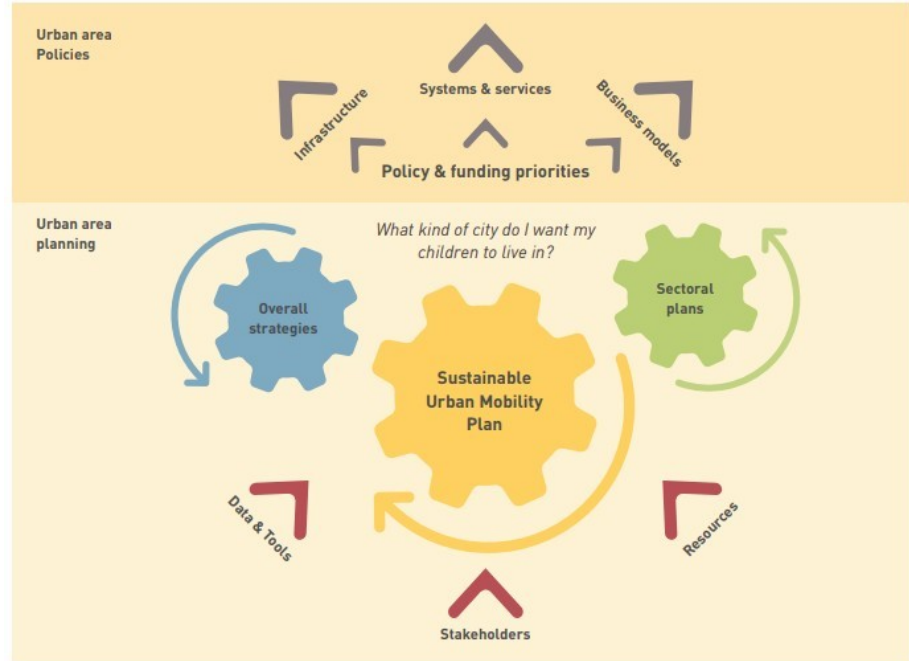 Urban area
Policies
Systems & services
Infrastructure
Business models
Policy & funding priorities
Urban area
planning
What kind of city do I want my
children to live in?
Overall
strategies
Sectoral
plans
Sustainable
Urban Mobility
Plan
Data & Tools
Resources
Stakeholders